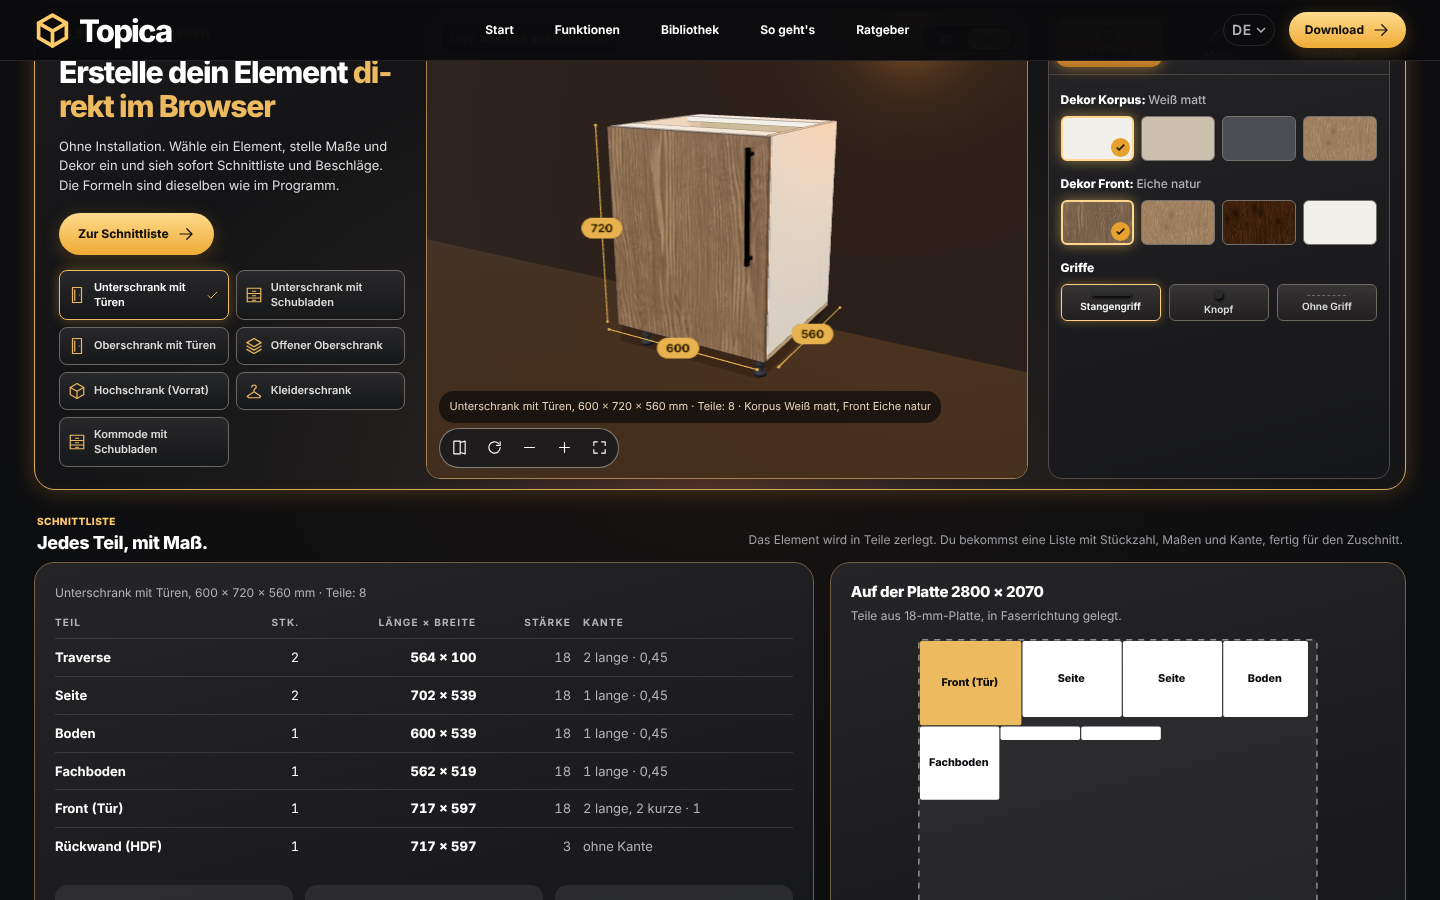 Topica
Start
Funktionen
Bibliothek
So geht's
Ratgeber
DE
Download
Erstelle dein Element di-
rekt im Browser
Ohne Installation. Wähle ein Element, stelle Maße und
Dekor ein und sieh sofort Schnittliste und Beschläge.
Die Formeln sind dieselben wie im Programm.
Zur Schnittliste
Unterschrank mit
Türen
Unterschrank mit
Schubladen
Oberschrank mit Türen
Offener Oberschrank
Hochschrank (Vorrat)
Kleiderschrank
Kommode mit
Schubladen
720
600
560
Unterschrank mit Türen, 600 × 720 × 560 mm · Teile: 8 · Korpus Weiß matt, Front Eiche natur
Dekor Korpus: Weiß matt
Dekor Front: Eiche natur
Griffe
Stangengriff
Knopf
Ohne Griff
SCHNITTLISTE
Jedes Teil, mit Maß.
Das Element wird in Teile zerlegt. Du bekommst eine Liste mit Stückzahl, Maßen und Kante, fertig für den Zuschnitt.
Unterschrank mit Türen, 600 × 720 × 560 mm · Teile: 8
TEIL STK. LÄNGE × BREITE STÄRKE KANTE
Traverse 2 564 × 100 18 2 lange · 0,45
Seite 2 702 × 539 18 1 lange · 0,45
Boden 1 600 × 539 18 1 lange · 0,45
Fachboden 1 562 × 519 18 1 lange · 0,45
Front (Tür) 1 717 × 597 18 2 lange, 2 kurze · 1
Rückwand (HDF) 1 717 × 597 3 ohne Kante
Auf der Platte 2800 × 2070
Teile aus 18-mm-Platte, in Faserrichtung gelegt.
Front (Tür)
Seite
Seite
Boden
Fachboden